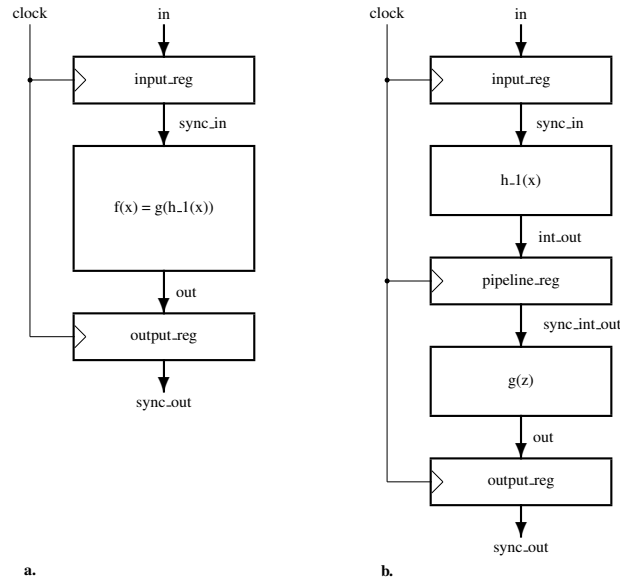 clock
in
input_reg
sync_in
f(x) = g(h_1(x))
out
output_reg
sync_out
a.
clock
in
input_reg
sync_in
h_1(x)
int_out
pipeline_reg
sync_int_out
g(z)
out
output_reg
sync_out
b.